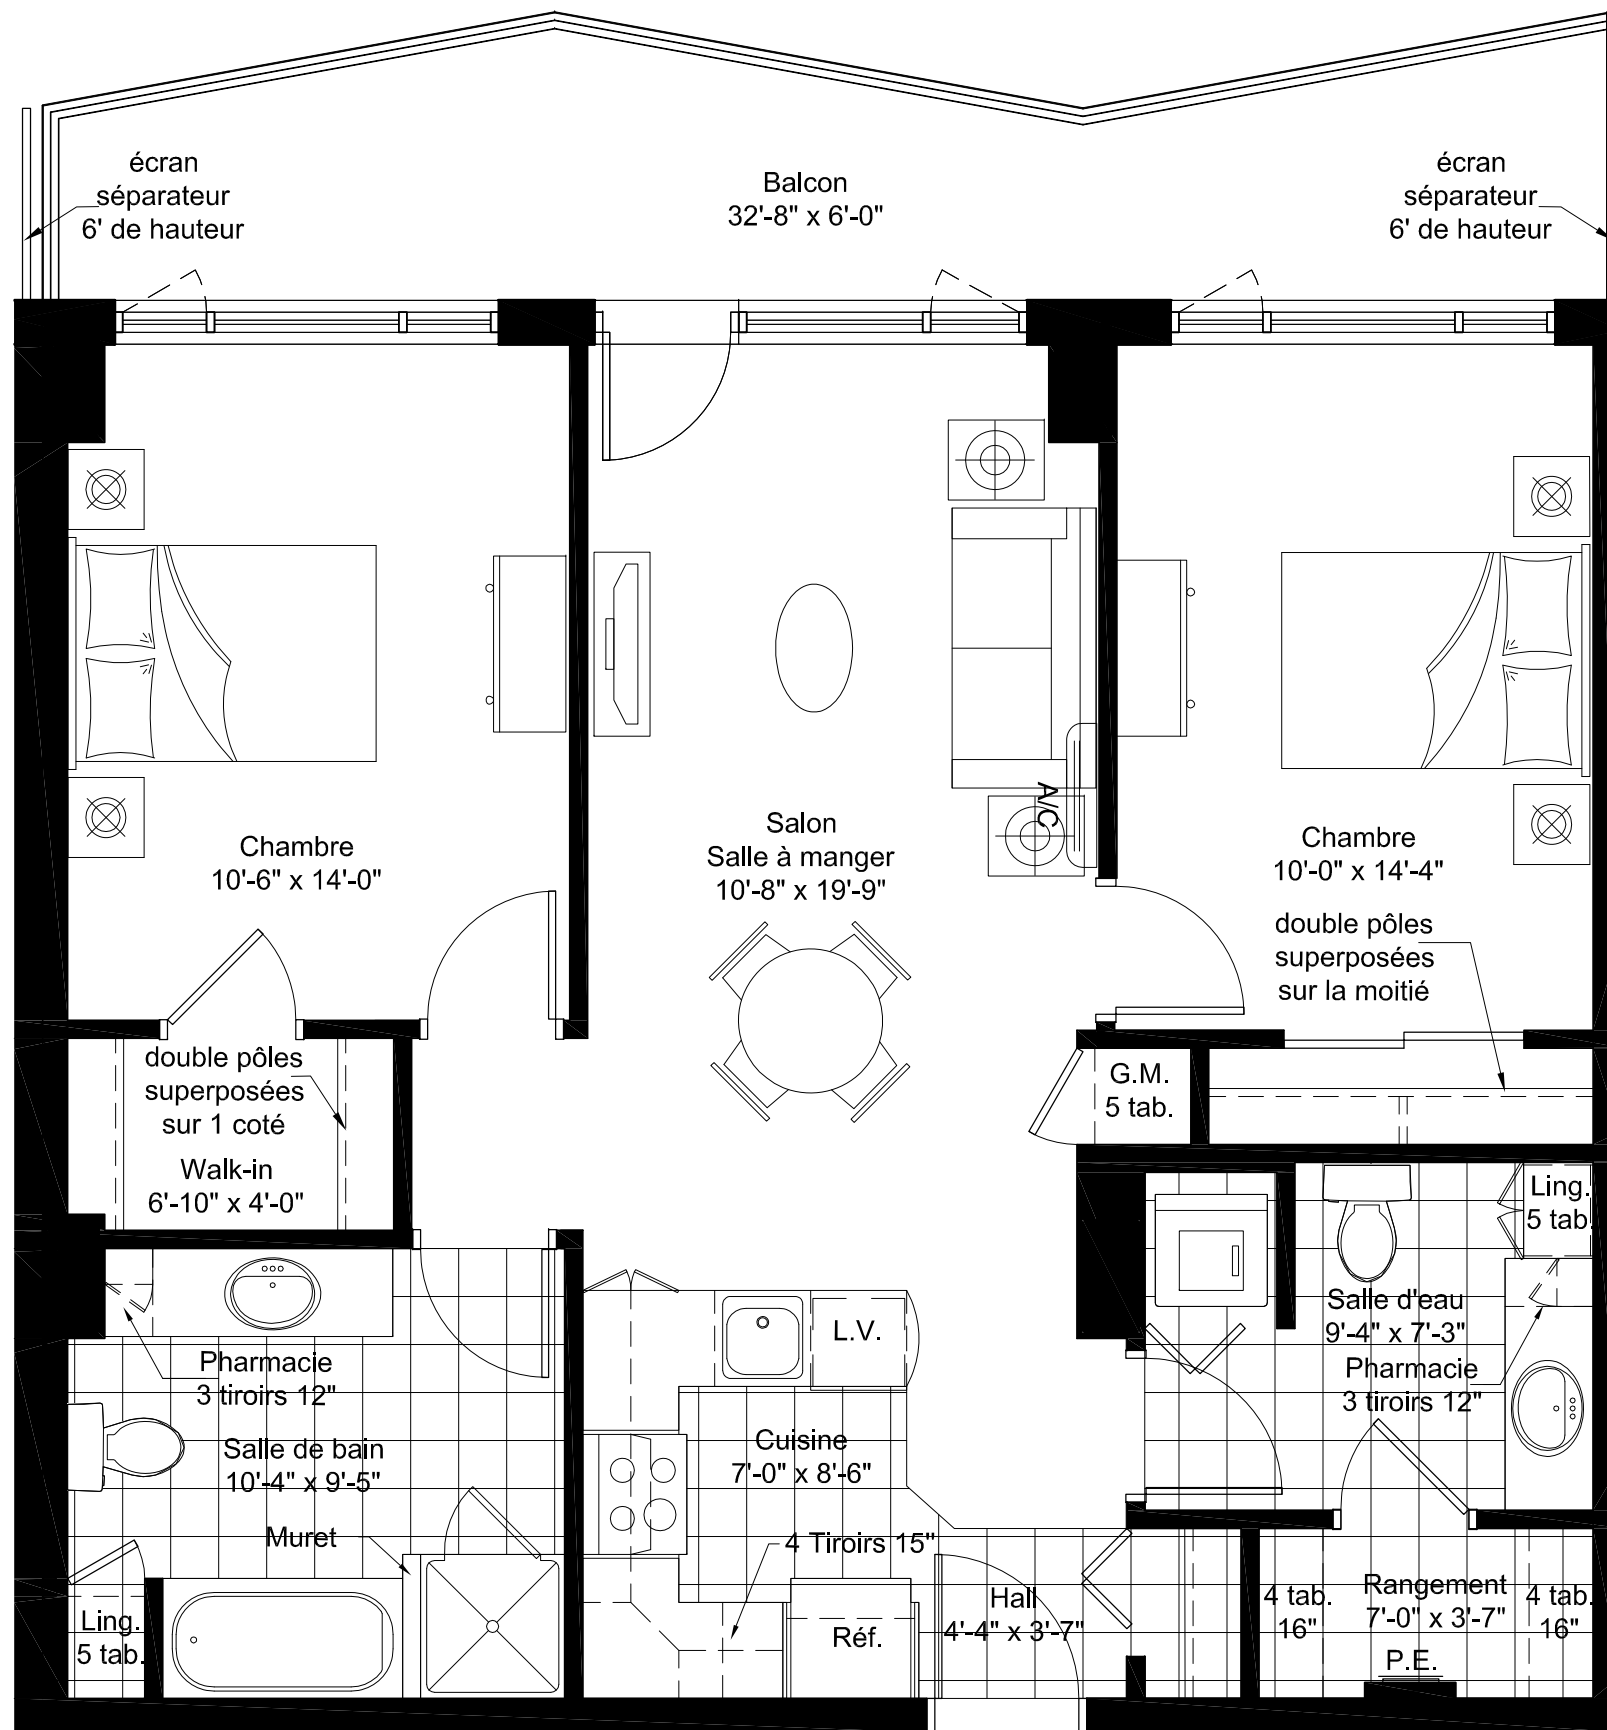 écran
séparateur
6' de hauteur
Balcon
32'-8" x 6'-0"
écran
séparateur
6' de hauteur
Chambre
10'-6" x 14'-0"
Salon
Salle à manger
10'-8" x 19'-9"
A/C
Chambre
10'-0" x 14'-4"
double pôles
superposées
sur la moitié
double pôles
superposées
sur 1 coté
Walk-in
6'-10" x 4'-0"
G.M.
5 tab.
Ling.
5 tab.
Salle d'eau
9'-4" x 7'-3"
Pharmacie
3 tiroirs 12"
L.V.
Pharmacie
3 tiroirs 12"
Salle de bain
10'-4" x 9'-5"
Cuisine
7'-0" x 8'-6"
Muret
4 Tiroirs 15"
Ling.
5 tab.
Réf.
Hall
4'-4" x 3'-7"
4 tab.
16"
Rangement
7'-0" x 3'-7"
4 tab.
16"
P.E.